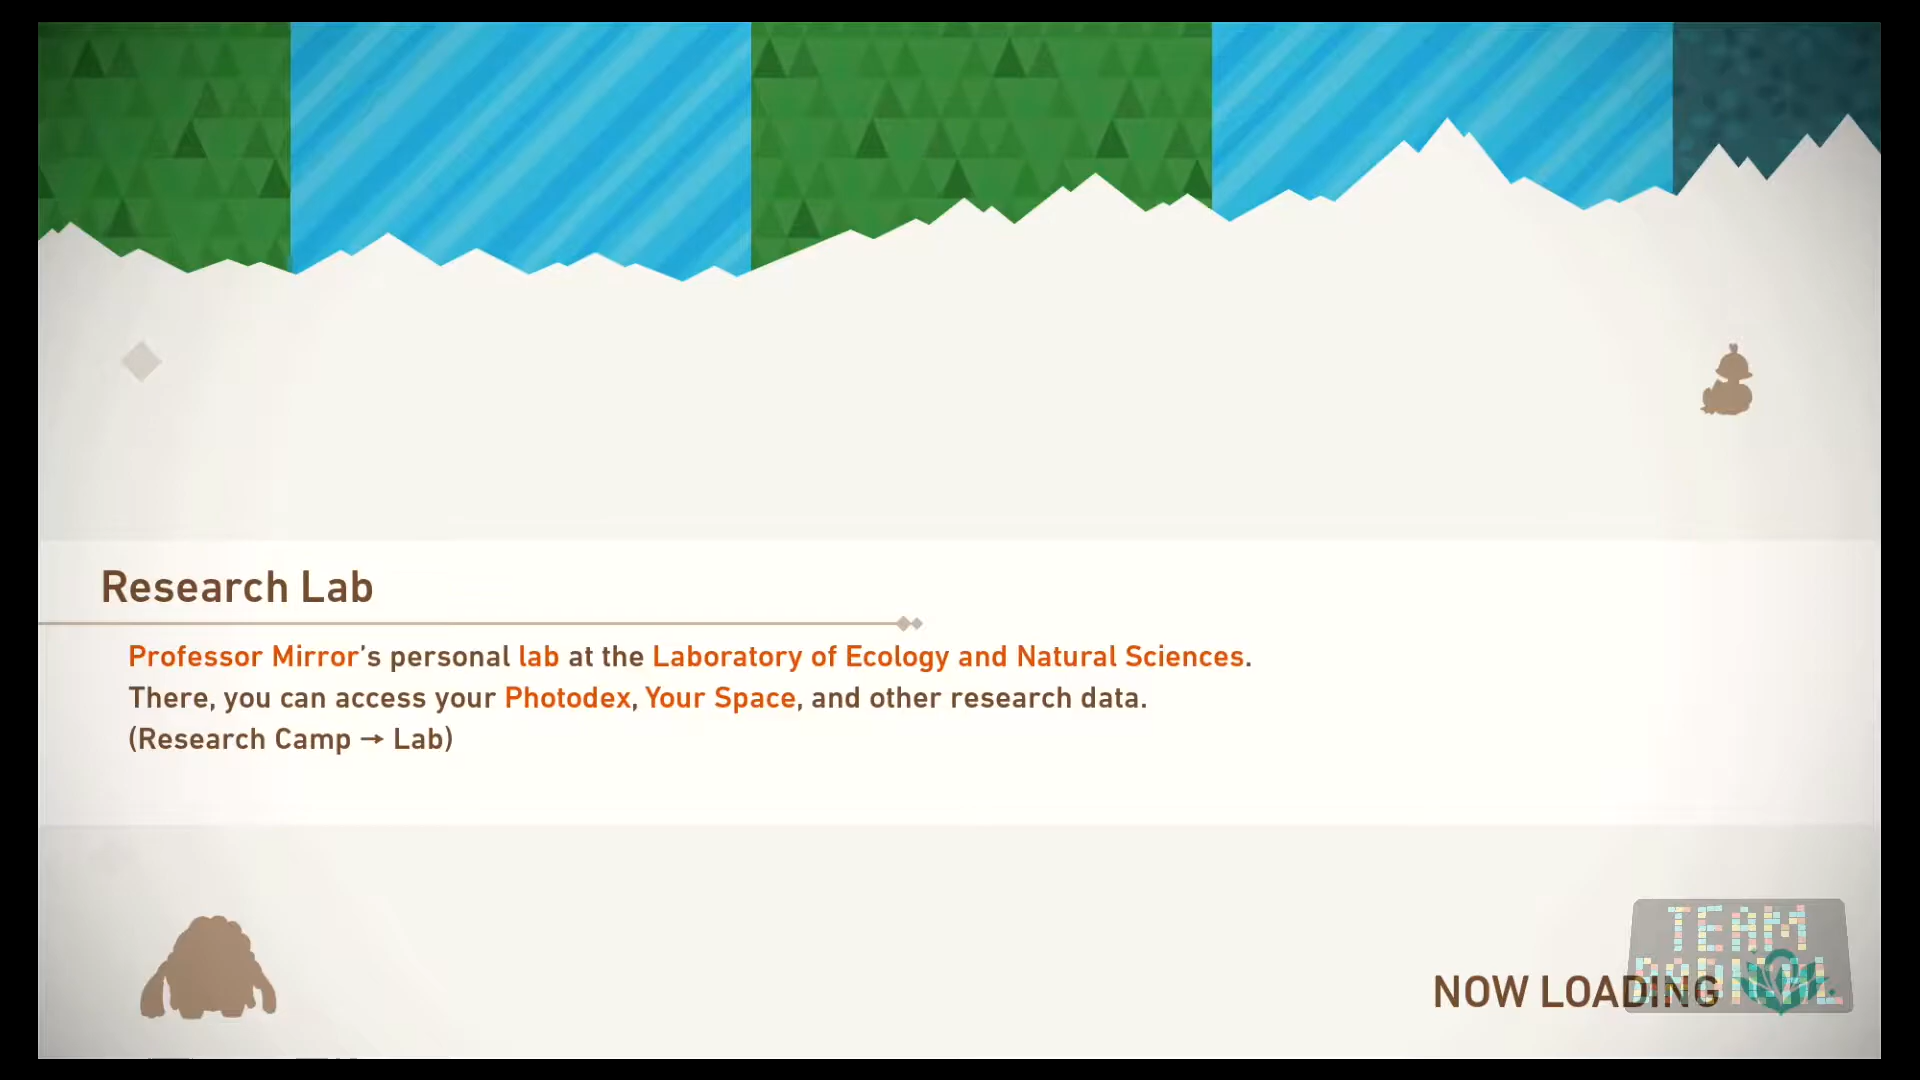 Research Lab
Professor Mirror's personal lab at the Laboratory of Ecology and Natural Sciences.
There, you can access your Photodex, Your Space, and other research data.
(Research Camp → Lab)
TEAM
NOW LOADING